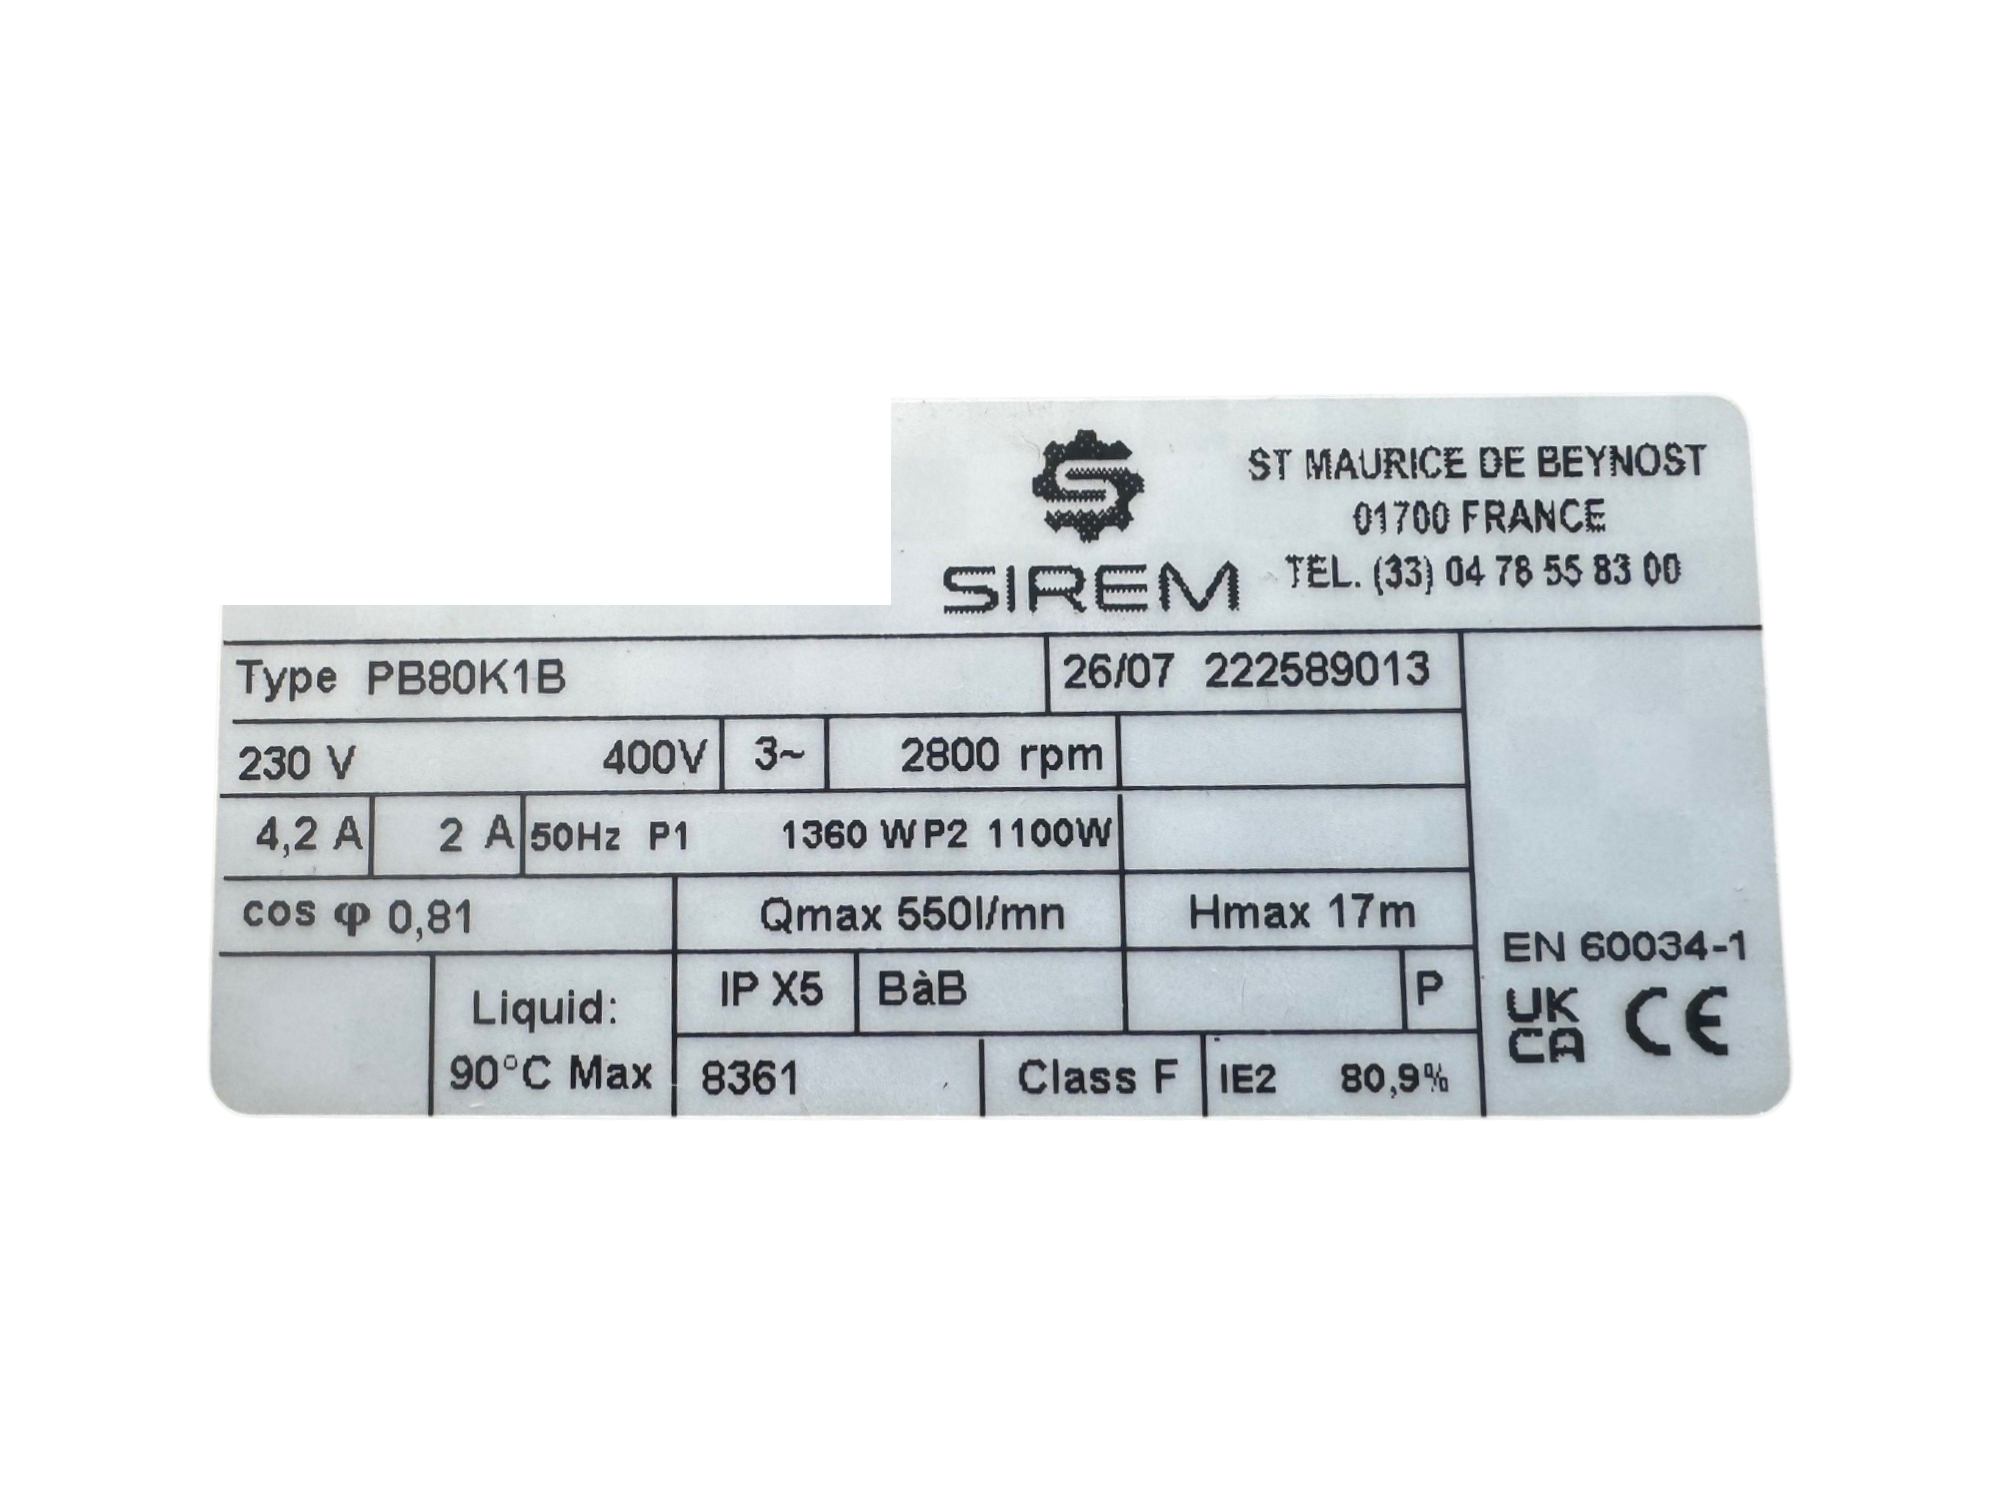 SIREM
ST MAURICE DE BEYNOST
01700 FRANCE
TEL. (33) 04 78 55 83 00
Type PB80K1B 26/07 222589013
230 V 400V 3~ 2800 rpm
4,2 A 2 A 50Hz P1 1360 W P2 1100W
cos φ 0,81 Qmax 550l/mn Hmax 17m
Liquid:
90°C Max
IP X5 BàB P
8361 Class F IE2 80,9%
EN 60034-1
UK
CA CE